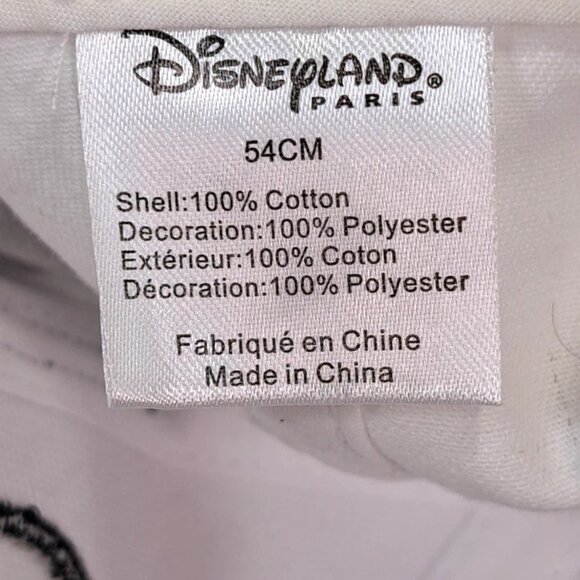 Disneyland®
PARIS
54CM
Shell:100% Cotton
Decoration:100% Polyester
Extérieur:100% Coton
Décoration:100% Polyester
Fabriqué en Chine
Made in China